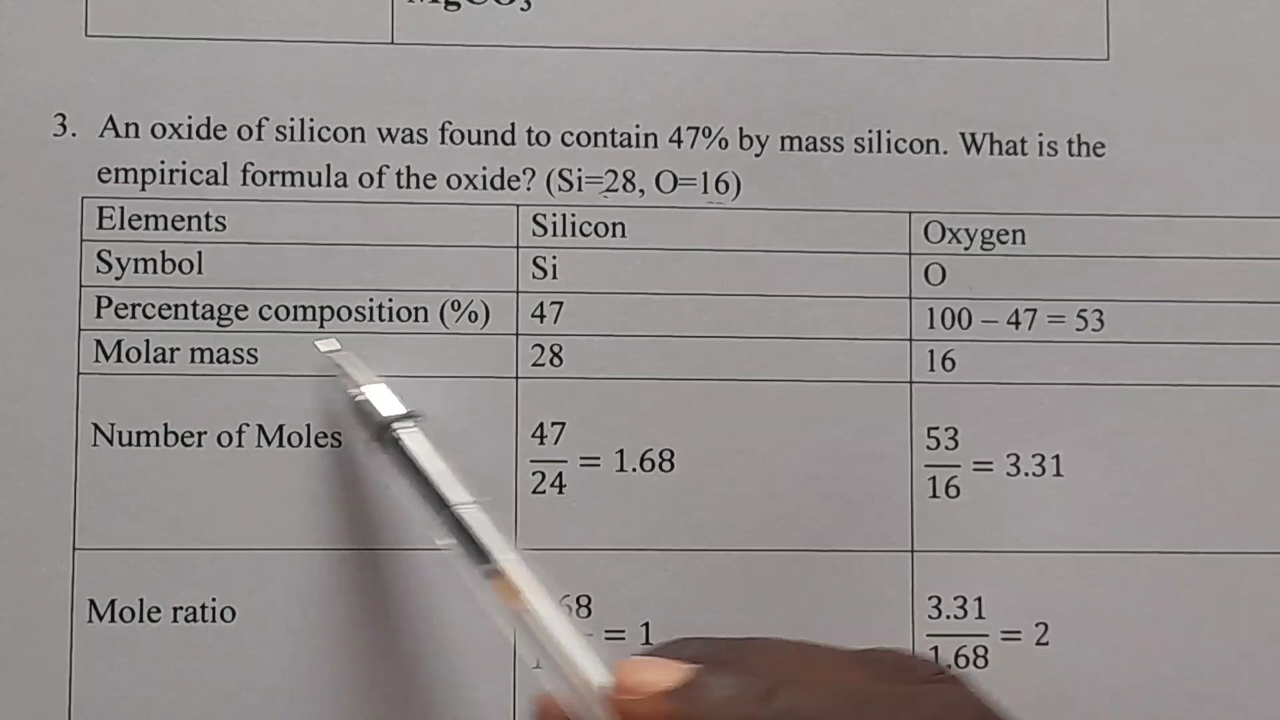 MgCO3
3. An oxide of silicon was found to contain 47% by mass silicon. What is the
empirical formula of the oxide? (Si=28, O=16)
Elements Silicon Oxygen
Symbol Si O
Percentage composition (%) 47 100 – 47 = 53
Molar mass 28 16
Number of Moles 47/24 = 1.68 53/16 = 3.31
Mole ratio = 1 3.31/1.68 = 2